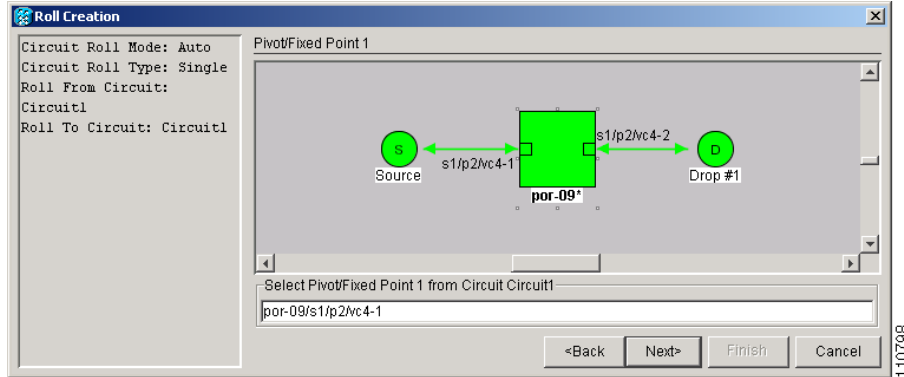 Roll Creation
Circuit Roll Mode: Auto
Circuit Roll Type: Single
Roll From Circuit:
Circuit1
Roll To Circuit: Circuit1
Pivot/Fixed Point 1
S
s1/p2/vc4-1
s1/p2/vc4-2
D
Source
Drop #1
por-09*
Select Pivot/Fixed Point 1 from Circuit Circuit1
por-09/s1/p2/vc4-1
<Back
Next>
Finish
Cancel
110798